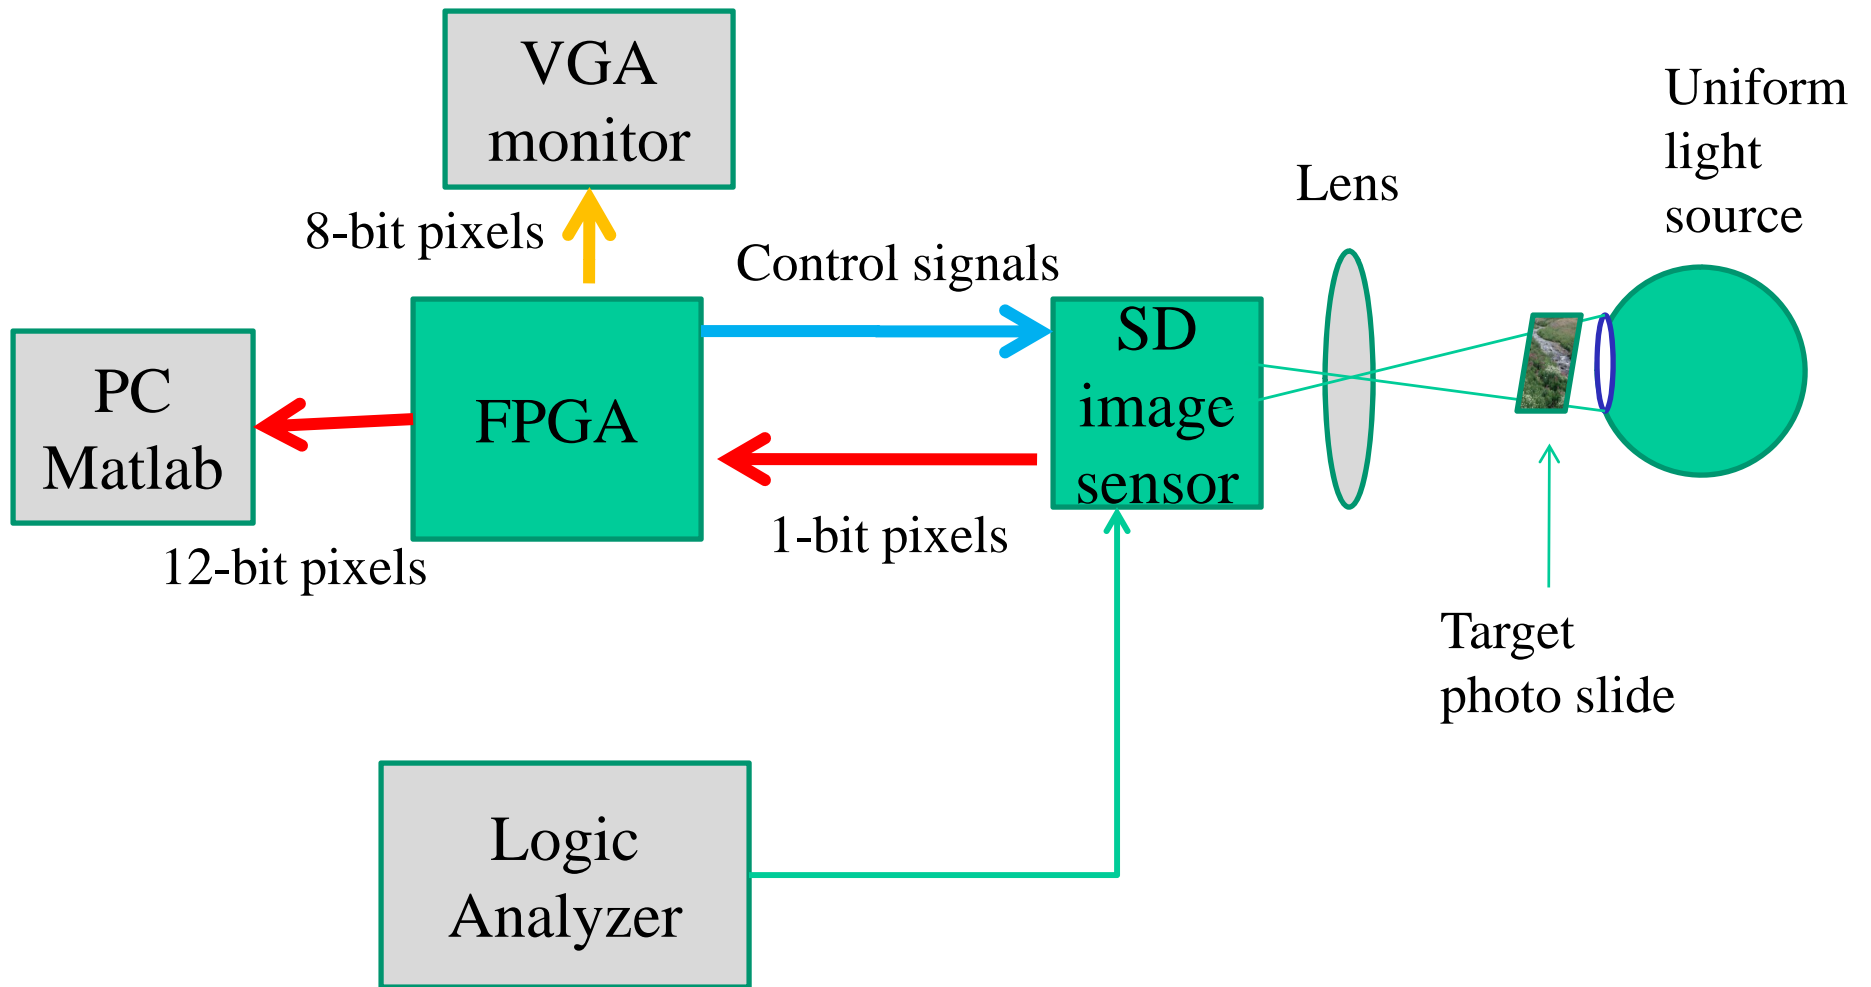 VGA
monitor
8-bit pixels
Control signals
Lens
Uniform
light
source
PC
Matlab
FPGA
SD
image
sensor
12-bit pixels
1-bit pixels
Target
photo slide
Logic
Analyzer